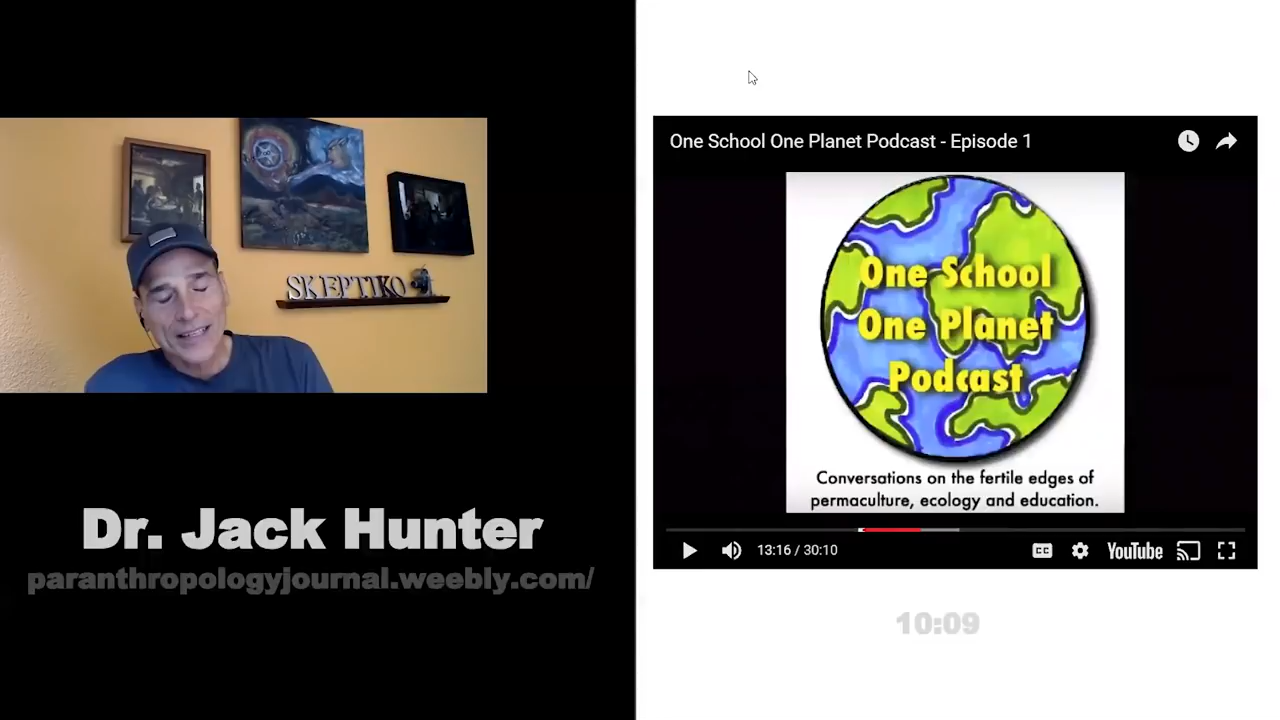 SKEPTIKO
Dr. Jack Hunter
paranthropologyjournal.weebly.com/
One School One Planet Podcast - Episode 1
One School
One Planet
Podcast
Conversations on the fertile edges of
permaculture, ecology and education.
13:16 / 30:10
CC
YouTube
10:09